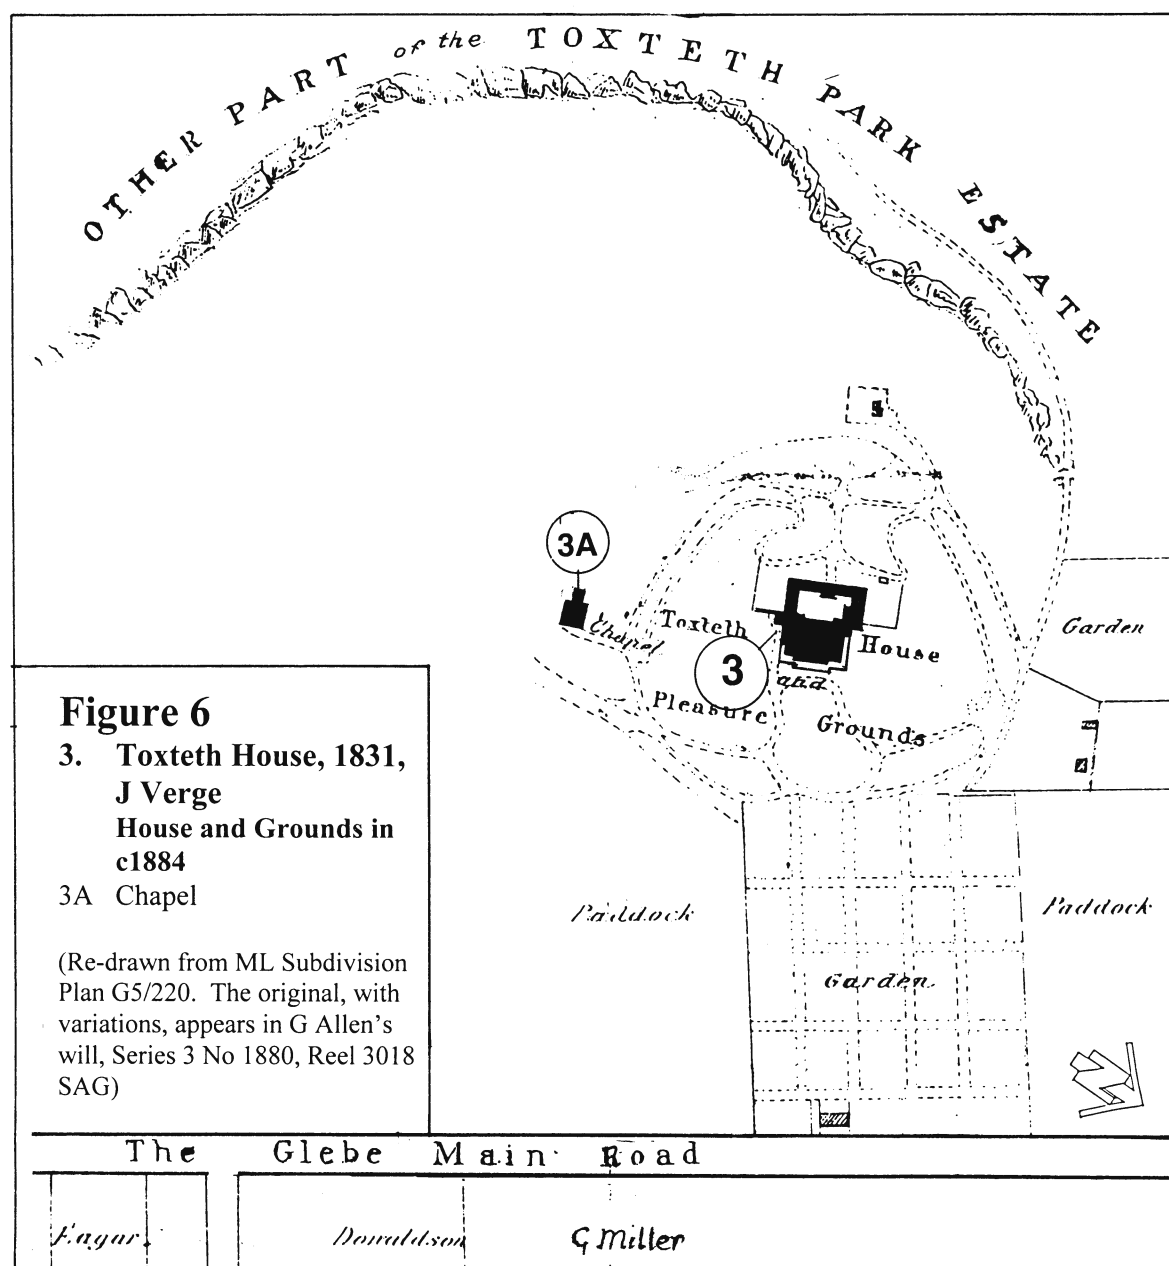 OTHER PART of the TOXTETH PARK ESTATE
3A
Chapel
Toxteth House
3
and
Pleasure Grounds
Garden
Figure 6
3. Toxteth House, 1831,
J Verge
House and Grounds in
c1884
3A Chapel
(Re-drawn from ML Subdivision
Plan G5/220. The original, with
variations, appears in G Allen's
will, Series 3 No 1880, Reel 3018
SAG)
Paddock
Garden
Paddock
N
The Glebe Main Road
Eagar
Donaldson
G Miller